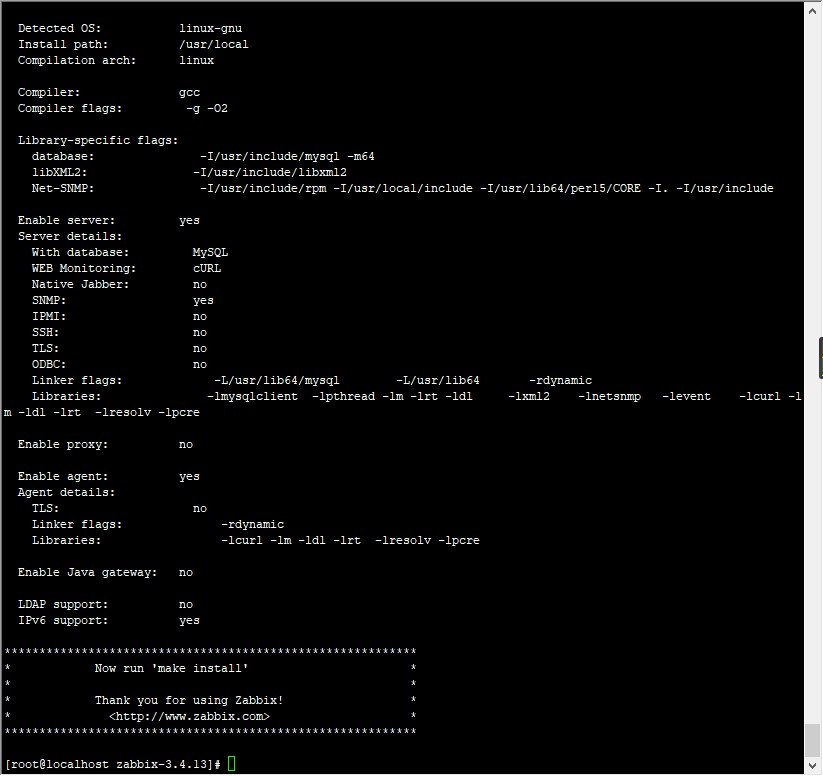 Detected OS:           linux-gnu
Install path:          /usr/local
Compilation arch:      linux
Compiler:              gcc
Compiler flags:         -g -O2
Library-specific flags:
database:               -I/usr/include/mysql -m64
libXML2:               -I/usr/include/libxml2
Net-SNMP:               -I/usr/include/rpm -I/usr/local/include -I/usr/lib64/perl5/CORE -I. -I/usr/include
Enable server:         yes
Server details:
With database:         MySQL
WEB Monitoring:        cURL
Native Jabber:         no
SNMP:                  yes
IPMI:                  no
SSH:                   no
TLS:                   no
ODBC:                  no
Linker flags:             -L/usr/lib64/mysql        -L/usr/lib64       -rdynamic
Libraries:               -lmysqlclient  -lpthread -lm -lrt -ldl     -lxml2    -lnetsnmp   -levent    -lcurl -l
m -ldl -lrt  -lresolv -lpcre
Enable proxy:          no
Enable agent:          yes
Agent details:
TLS:                   no
Linker flags:              -rdynamic
Libraries:                 -lcurl -lm -ldl -lrt  -lresolv -lpcre
Enable Java gateway:   no
LDAP support:          no
IPv6 support:          yes
***********************************************************
*            Now run 'make install'                       *
*                                                         *
*            Thank you for using Zabbix!                  *
*              <http://www.zabbix.com>                    *
***********************************************************
[root@localhost zabbix-3.4.13]#